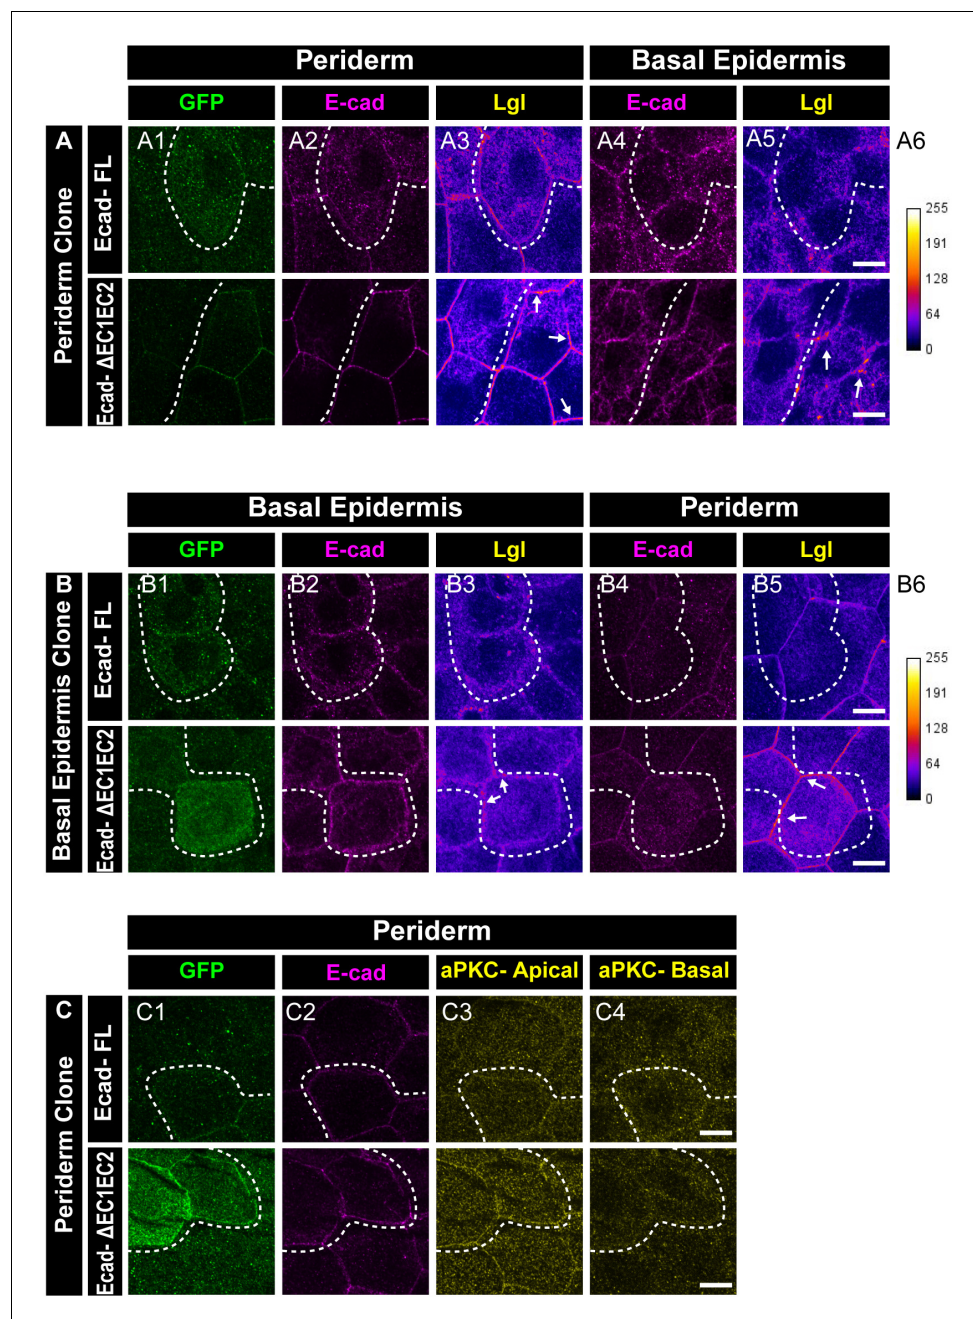 Periderm
Basal Epidermis
GFP
E-cad
Lgl
E-cad
Lgl
A
Periderm Clone
Ecad- FL
A1
A2
A3
A4
A5
A6
255
191
128
64
0
Ecad- ΔEC1EC2
Basal Epidermis
Periderm
GFP
E-cad
Lgl
E-cad
Lgl
B
Basal Epidermis Clone
Ecad- FL
B1
B2
B3
B4
B5
B6
255
191
128
64
0
Ecad- ΔEC1EC2
Periderm
GFP
E-cad
aPKC- Apical
aPKC- Basal
C
Periderm Clone
Ecad- FL
C1
C2
C3
C4
Ecad- ΔEC1EC2